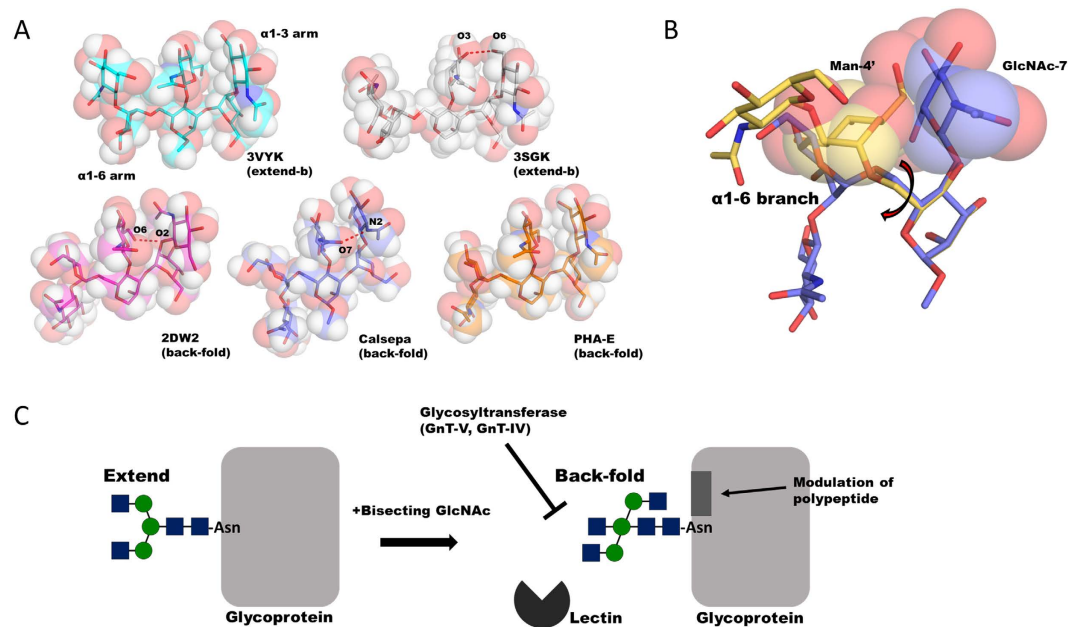 A
α1-3 arm
O3
O6
3VYK
(extend-b)
3SGK
(extend-b)
α1-6 arm
O6
O2
N2
O7
2DW2
(back-fold)
Calsepa
(back-fold)
PHA-E
(back-fold)
B
Man-4'
GlcNAc-7
α1-6 branch
C
Glycosyltransferase
(GnT-V, GnT-IV)
Extend
Back-fold
Modulation of
polypeptide
+Bisecting GlcNAc
-Asn
-Asn
Glycoprotein
Lectin
Glycoprotein